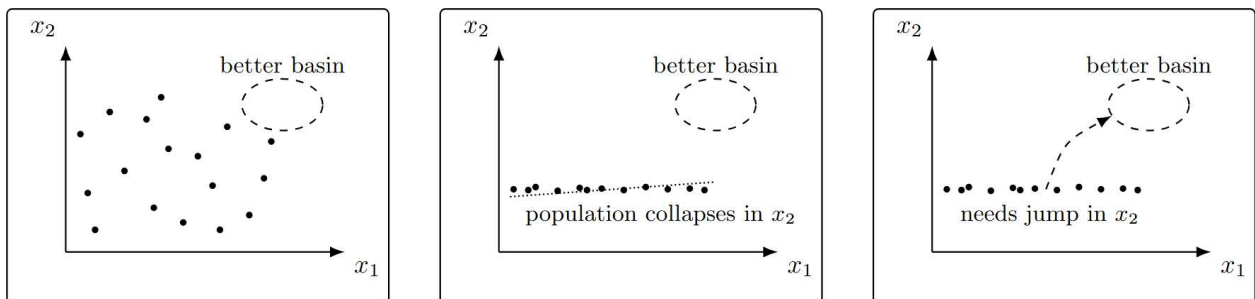 x₂
better basin
x₁
x₂
better basin
population collapses in x₂
x₁
x₂
better basin
needs jump in x₂
x₁